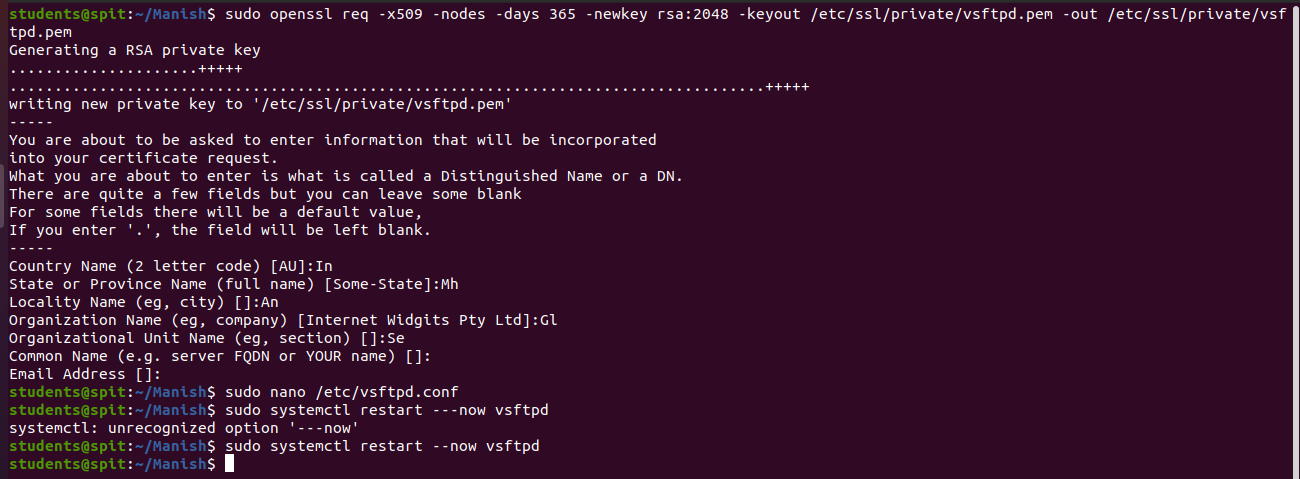 students@spit:~/Manish$ sudo openssl req -x509 -nodes -days 365 -newkey rsa:2048 -keyout /etc/ssl/private/vsftpd.pem -out /etc/ssl/private/vsf
tpd.pem
Generating a RSA private key
.....................+++++
....................................................................................+++++
writing new private key to '/etc/ssl/private/vsftpd.pem'
-----
You are about to be asked to enter information that will be incorporated
into your certificate request.
What you are about to enter is what is called a Distinguished Name or a DN.
There are quite a few fields but you can leave some blank
For some fields there will be a default value,
If you enter '.', the field will be left blank.
-----
Country Name (2 letter code) [AU]:In
State or Province Name (full name) [Some-State]:Mh
Locality Name (eg, city) []:An
Organization Name (eg, company) [Internet Widgits Pty Ltd]:Gl
Organizational Unit Name (eg, section) []:Se
Common Name (e.g. server FQDN or YOUR name) []:
Email Address []:
students@spit:~/Manish$ sudo nano /etc/vsftpd.conf
students@spit:~/Manish$ sudo systemctl restart ---now vsftpd
systemctl: unrecognized option '---now'
students@spit:~/Manish$ sudo systemctl restart --now vsftpd
students@spit:~/Manish$